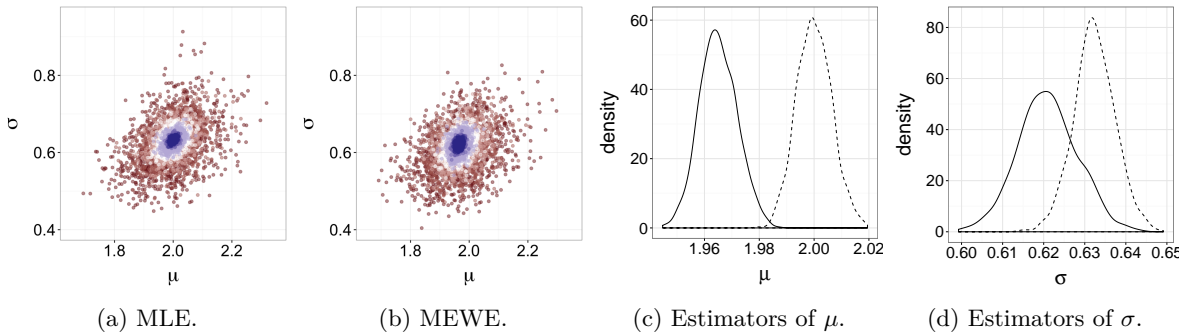 0.8
0.6
0.4
σ
1.8
2.0
2.2
μ
(a) MLE.
0.8
0.6
0.4
σ
1.8
2.0
2.2
μ
(b) MEWE.
60
40
20
0
density
1.96
1.98
2.00
2.02
μ
(c) Estimators of μ.
80
60
40
20
0
density
0.60
0.61
0.62
0.63
0.64
0.65
σ
(d) Estimators of σ.